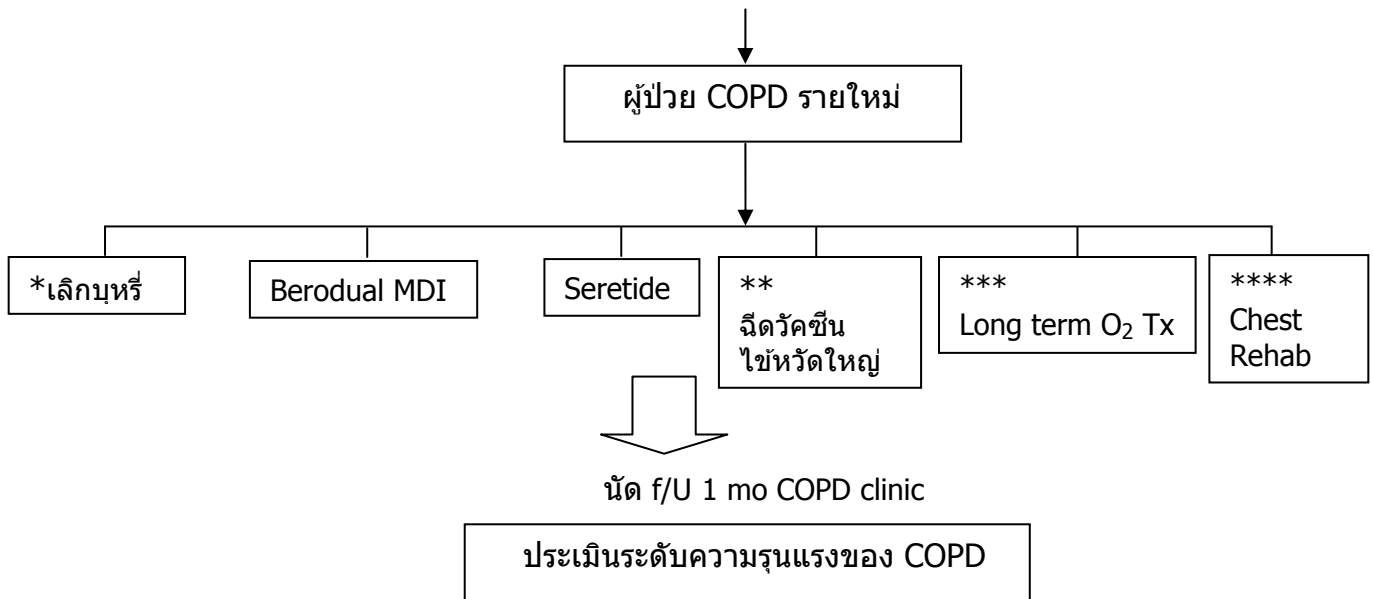 ผู้ป่วย COPD รายใหม่
*เลิกบุหรี่
Berodual MDI
Seretide
**
ฉีดวัคซีน
ไข้หวัดใหญ่
***
Long term O₂ Tx
****
Chest
Rehab
นัด f/U 1 mo COPD clinic
ประเมินระดับความรุนแรงของ COPD